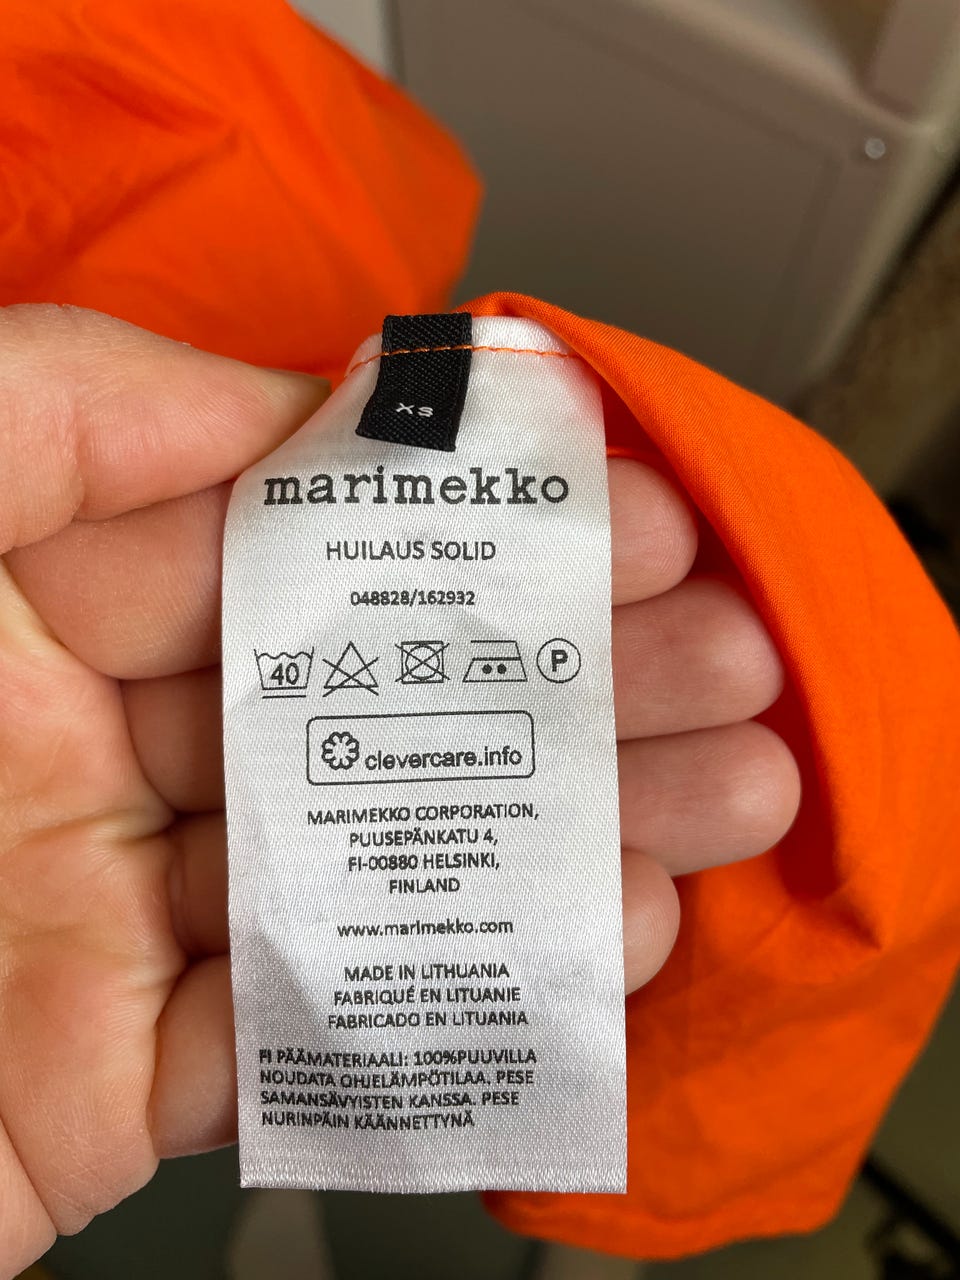 XS
marimekko
HUILAUS SOLID
048828/162932
40 P
clevercare.info
MARIMEKKO CORPORATION,
PUUSEPÄNKATU 4,
FI-00880 HELSINKI,
FINLAND
www.marimekko.com
MADE IN LITHUANIA
FABRIQUÉ EN LITUANIE
FABRICADO EN LITUANIA
FI PÄÄMATERIAALI: 100%PUUVILLA
NOUDATA OHJELÄMPÖTILAA. PESE
SAMANSÄVYISTEN KANSSA. PESE
NURINPÄIN KÄÄNNETTYNÄ